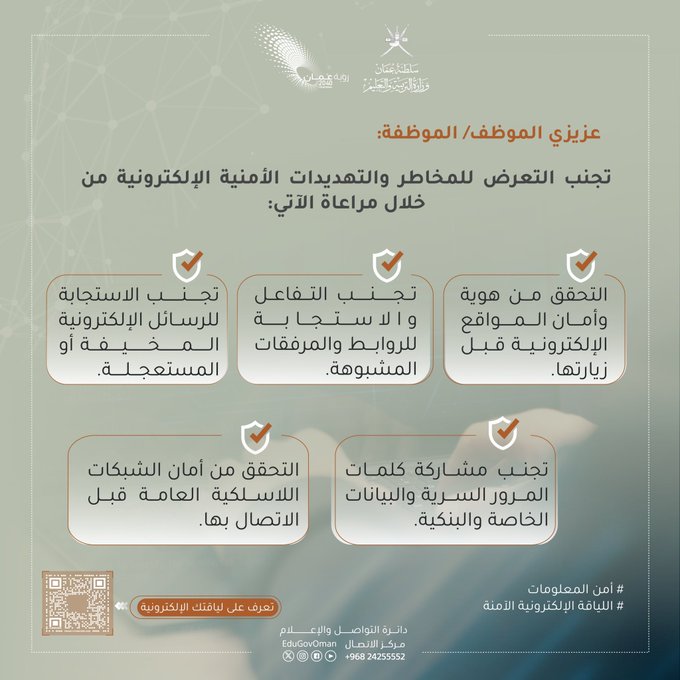 رؤية عُمان
2040
سلطنة عُمان
وزارة التربية والتعليم
عزيزي الموظف/ الموظفة:
تجنب التعرض للمخاطر والتهديدات الأمنية الإلكترونية من
خلال مراعاة الآتي:
التحقق من هوية
وأمان المواقع
الإلكترونية قبل
زيارتها.
تجنب التفاعل
والاستجابة
للروابط والمرفقات
المشبوهة.
تجنب الاستجابة
للرسائل الإلكترونية
المخيفة أو
المستعجلة.
تجنب مشاركة كلمات
المرور السرية والبيانات
الخاصة والبنكية.
التحقق من أمان الشبكات
اللاسلكية العامة قبل
الاتصال بها.
# أمن المعلومات
# اللياقة الإلكترونية الآمنة
تعرف على لياقتك الإلكترونية
دائرة التواصل والإعلام
مركز الاتصال EduGovOman
+968 24255552